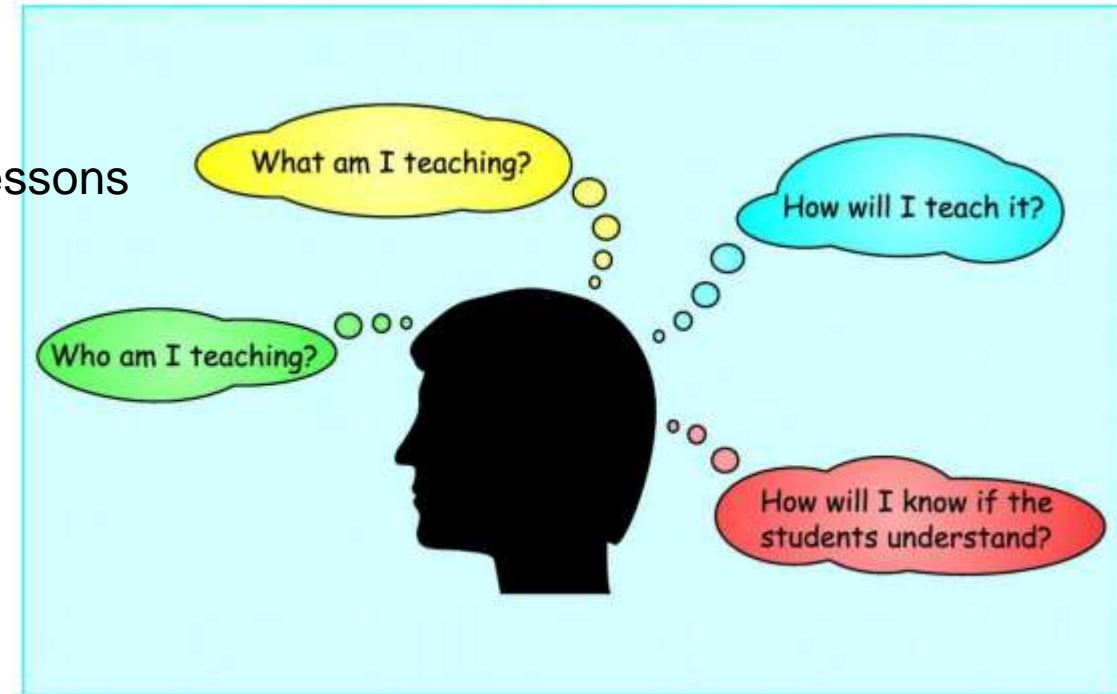 What am I teaching?
essons
How will I teach it?
Who am I teaching?
How will I know if the
students understand?